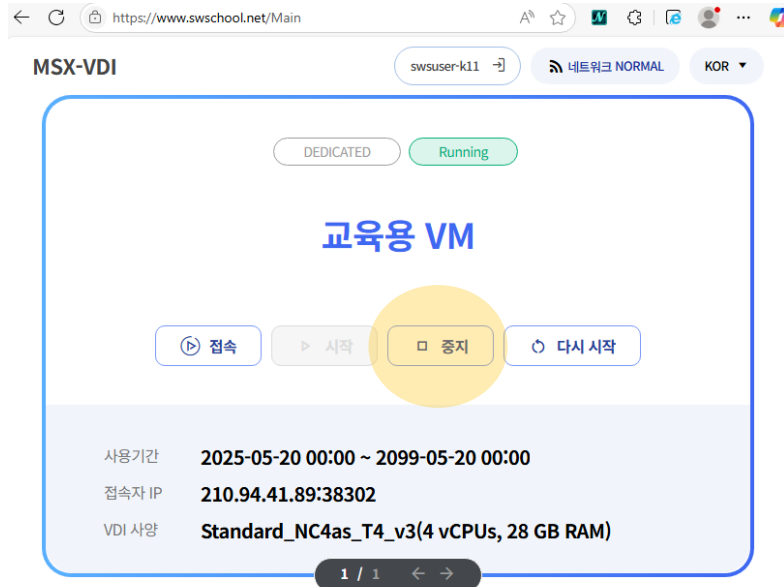 https://www.swschool.net/Main
MSX-VDI
swsuser-k11
네트워크 NORMAL
KOR
DEDICATED
Running
교육용 VM
접속
시작
중지
다시 시작
사용기간 2025-05-20 00:00 ~ 2099-05-20 00:00
접속자 IP 210.94.41.89:38302
VDI 사양 Standard_NC4as_T4_v3(4 vCPUs, 28 GB RAM)
1 / 1